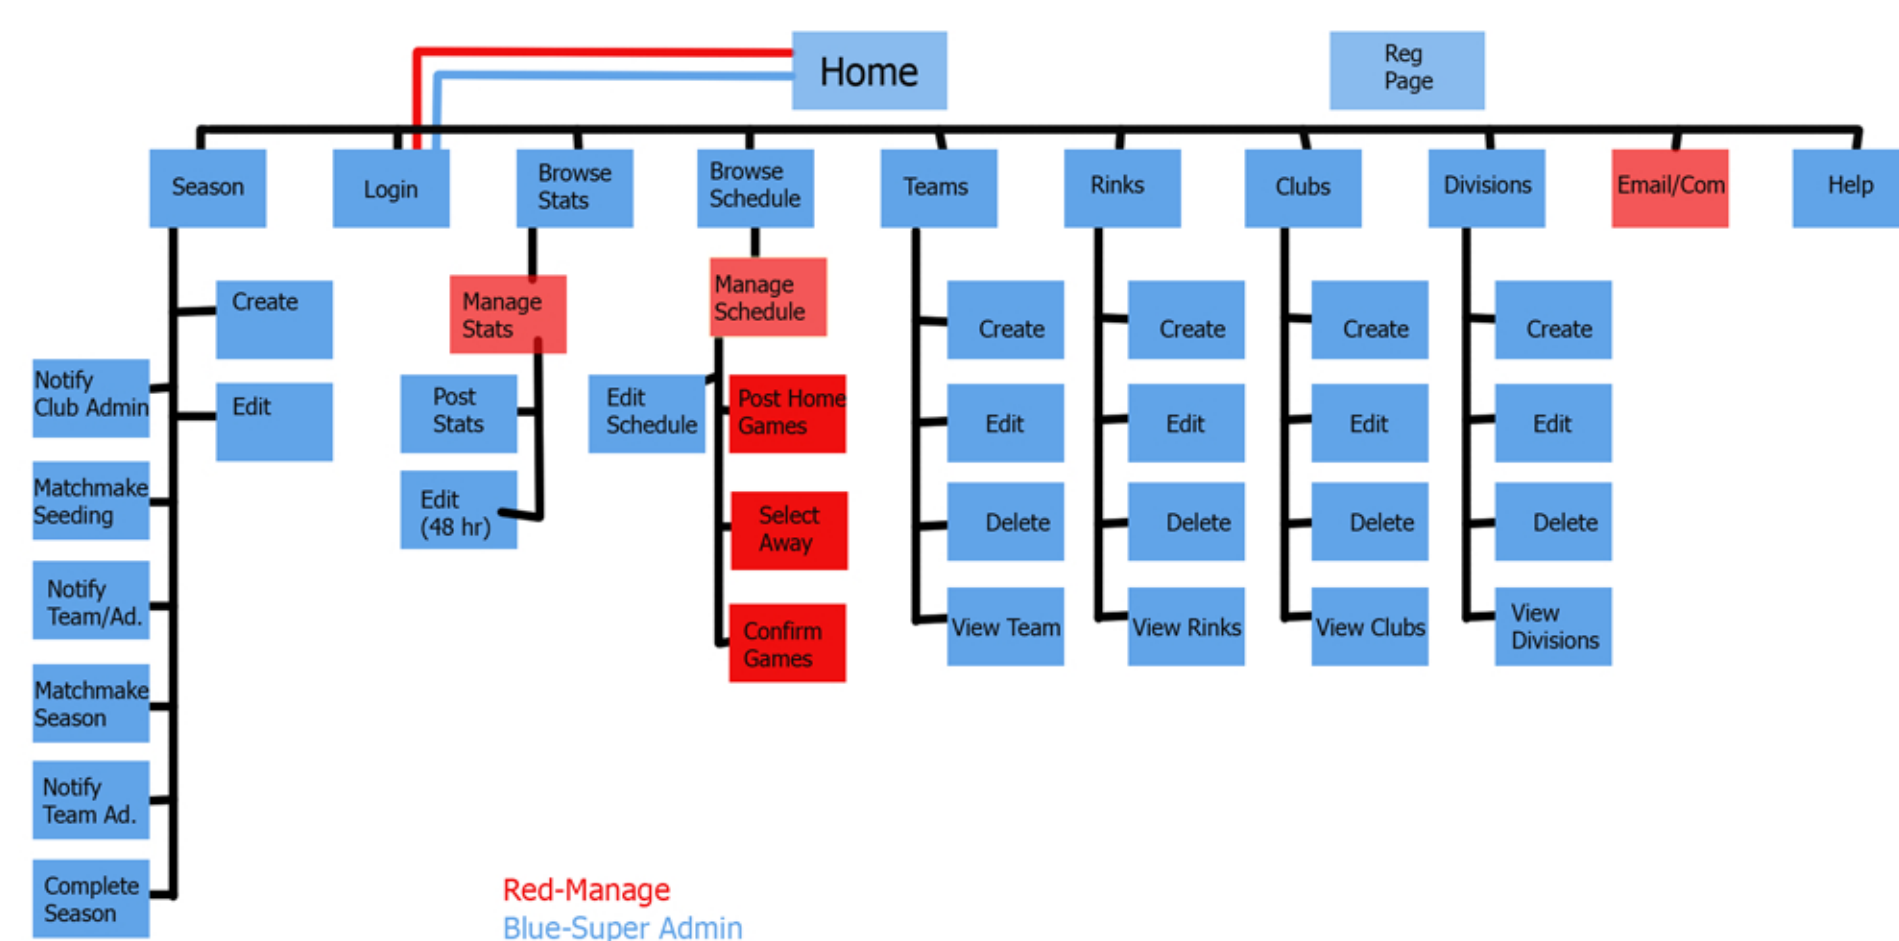 Home
Reg
Page
Season
Login
Browse
Stats
Browse
Schedule
Teams
Rinks
Clubs
Divisions
Email/Com
Help
Create
Edit
Notify
Club Admin
Matchmake
Seeding
Notify
Team/Ad.
Matchmake
Season
Notify
Team Ad.
Complete
Season
Manage
Stats
Post
Stats
Edit
(48 hr)
Manage
Schedule
Edit
Schedule
Post Home
Games
Select
Away
Confirm
Games
Create
Edit
Delete
View Team
Create
Edit
Delete
View Rinks
Create
Edit
Delete
View Clubs
Create
Edit
Delete
View
Divisions
Red-Manage
Blue-Super Admin